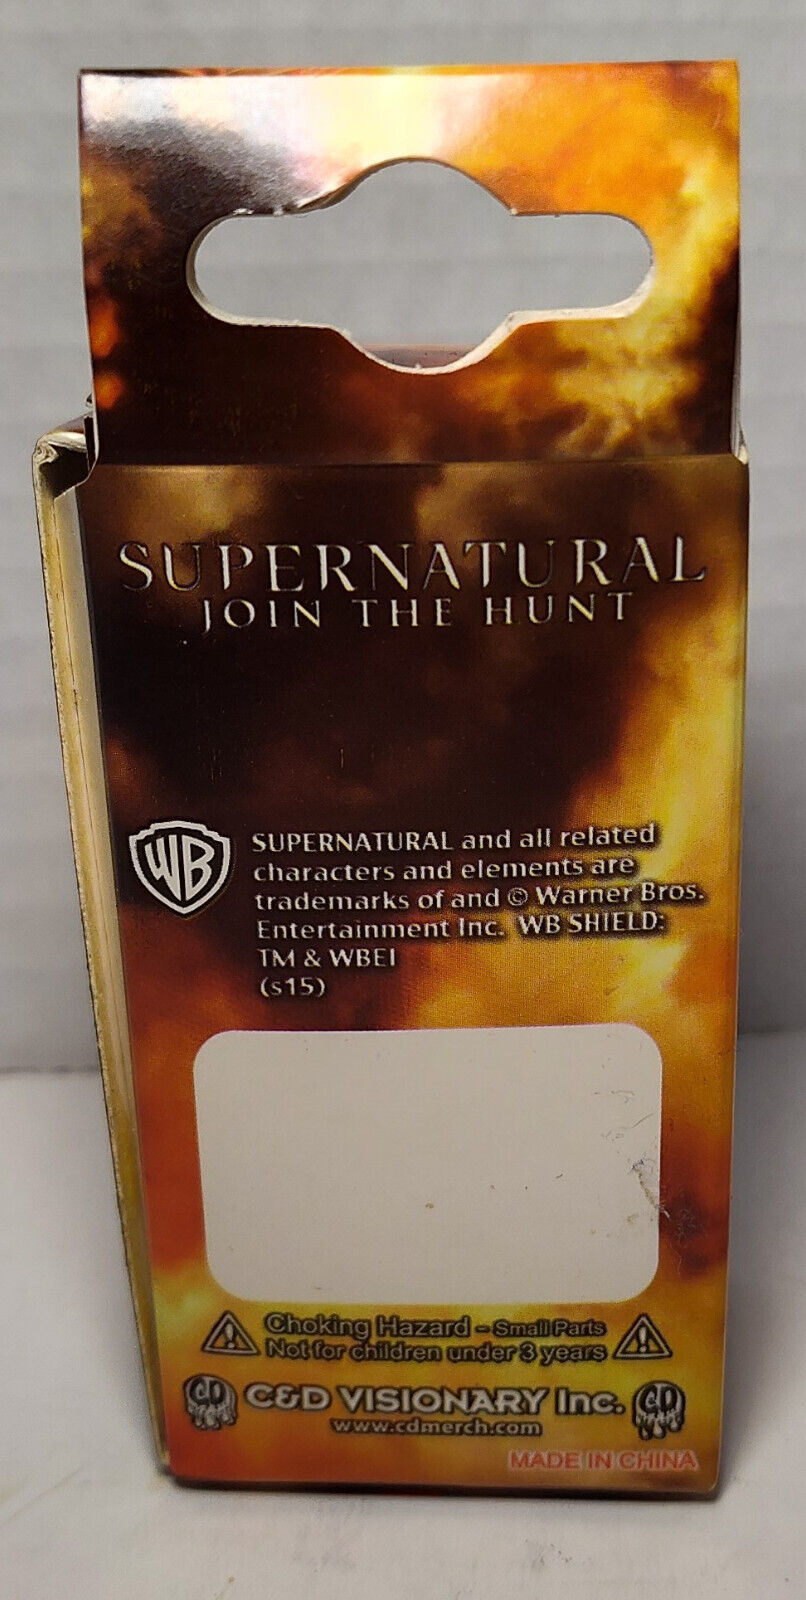 SUPERNATURAL
JOIN THE HUNT
WB
SUPERNATURAL and all related
characters and elements are
trademarks of and © Warner Bros.
Entertainment Inc. WB SHIELD:
TM & WBEI
(s15)
Choking Hazard - Small Parts
Not for children under 3 years
CD C&D VISIONARY Inc. CD
www.cdmerch.com
MADE IN CHINA